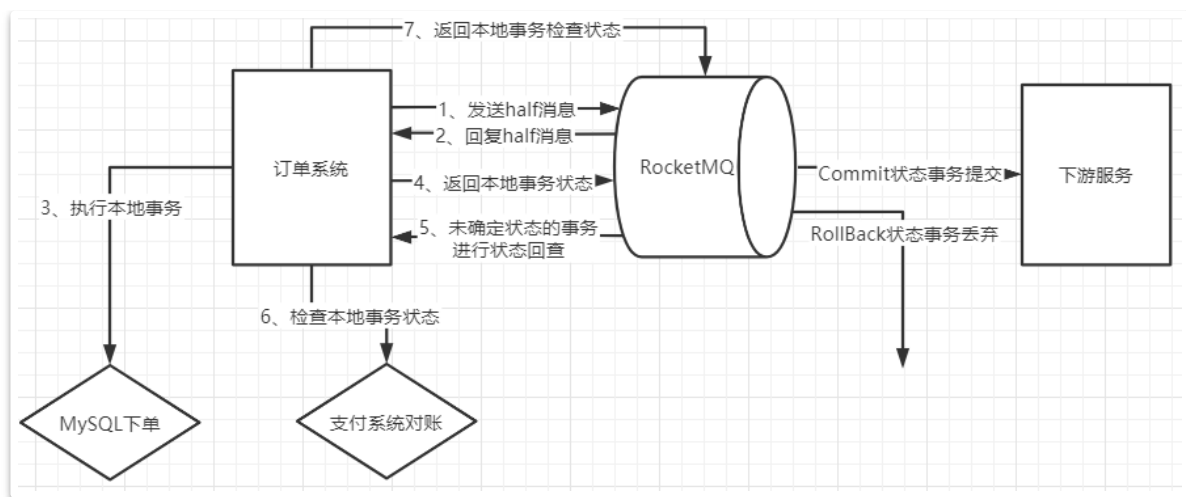 7、返回本地事务检查状态
1、发送half消息
2、回复half消息
订单系统
RocketMQ
Commit状态事务提交
下游服务
4、返回本地事务状态
3、执行本地事务
5、未确定状态的事务
进行状态回查
RollBack状态事务丢弃
6、检查本地事务状态
MySQL下单
支付系统对账